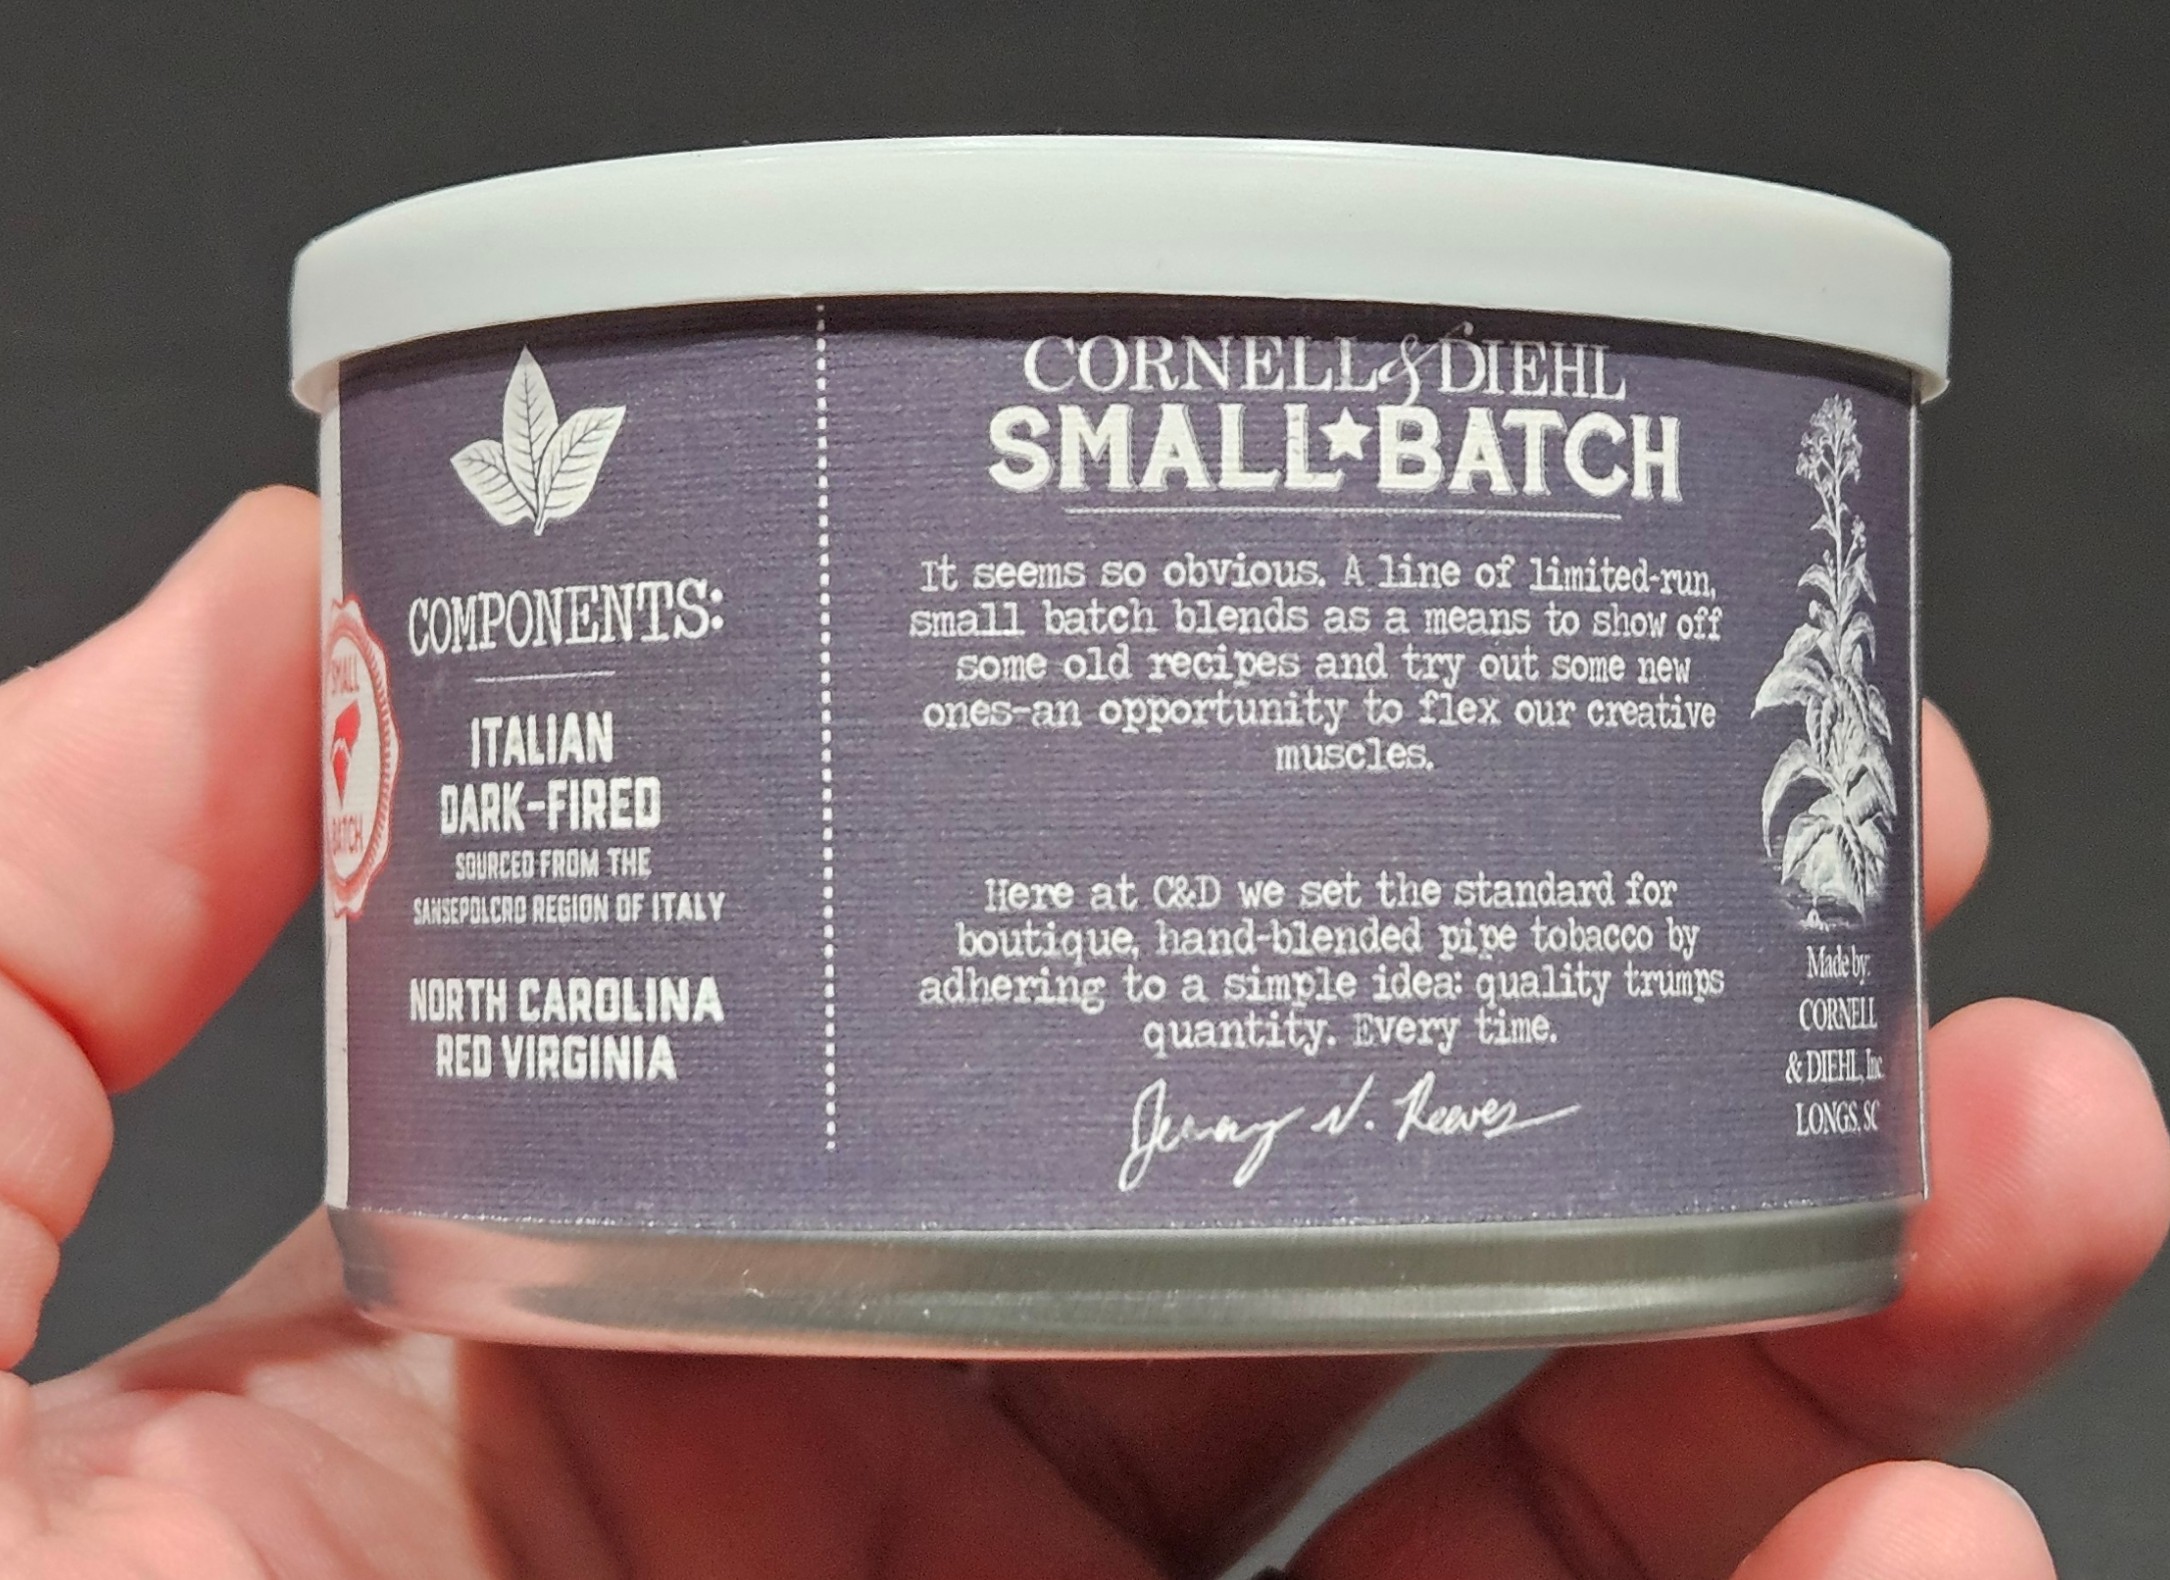 SMALL
BATCH
COMPONENTS:
ITALIAN
DARK-FIRED
SOURCED FROM THE
SANSEPOLCRO REGION OF ITALY
NORTH CAROLINA
RED VIRGINIA
CORNELL & DIEHL
SMALL★BATCH
It seems so obvious. A line of limited-run,
small batch blends as a means to show off
some old recipes and try out some new
ones-an opportunity to flex our creative
muscles.
Here at C&D we set the standard for
boutique, hand-blended pipe tobacco by
adhering to a simple idea: quality trumps
quantity. Every time.
Jeremy N. Reeves
Made by:
CORNELL
& DIEHL, Inc.
LONGS, SC